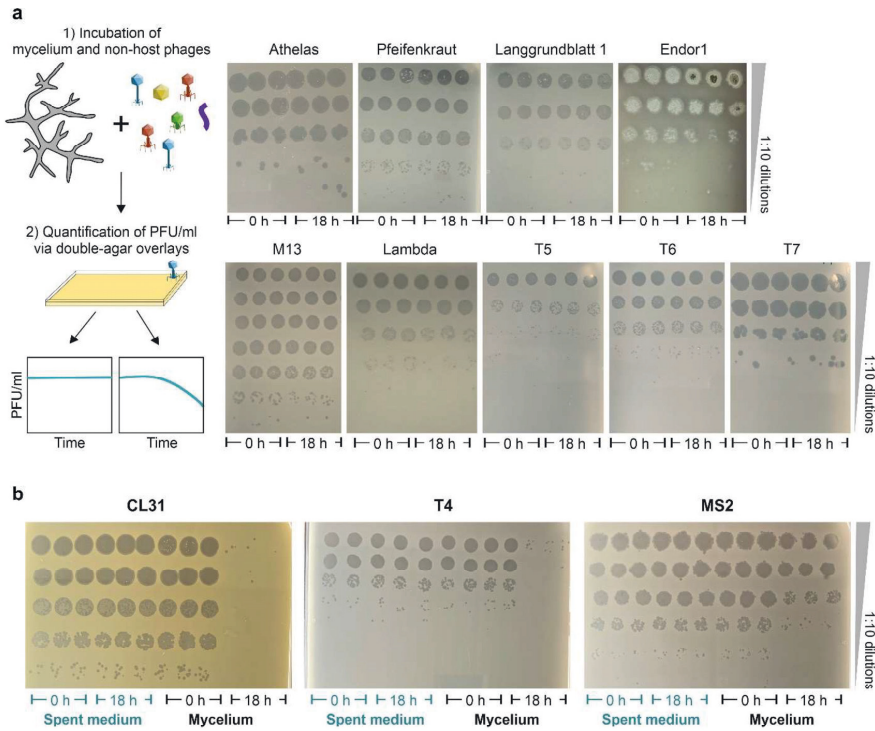 a
1) Incubation of
mycelium and non-host phages
+
2) Quantification of PFU/ml
via double-agar overlays
PFU/ml
Time
Time
Athelas
Pfeifenkraut
Langgrundblatt 1
Endor1
0 h
18 h
0 h
18 h
0 h
18 h
0 h
18 h
1:10 dilutions
M13
Lambda
T5
T6
T7
0 h
18 h
0 h
18 h
0 h
18 h
0 h
18 h
0 h
18 h
1:10 dilutions
b
CL31
T4
MS2
0 h
18 h
0 h
18 h
Spent medium
Mycelium
0 h
18 h
0 h
18 h
Spent medium
Mycelium
0 h
18 h
0 h
18 h
Spent medium
Mycelium
1:10 dilutions